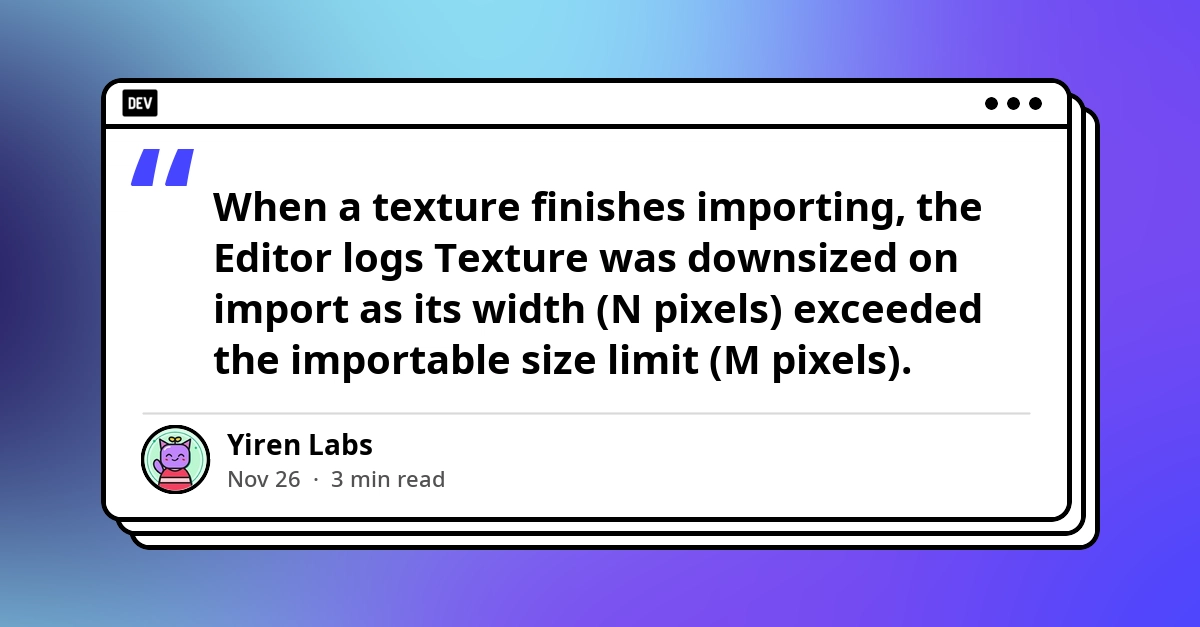 DEV
“
When a texture finishes importing, the
Editor logs Texture was downsized on
import as its width (N pixels) exceeded
the importable size limit (M pixels).
Yiren Labs
Nov 26 · 3 min read